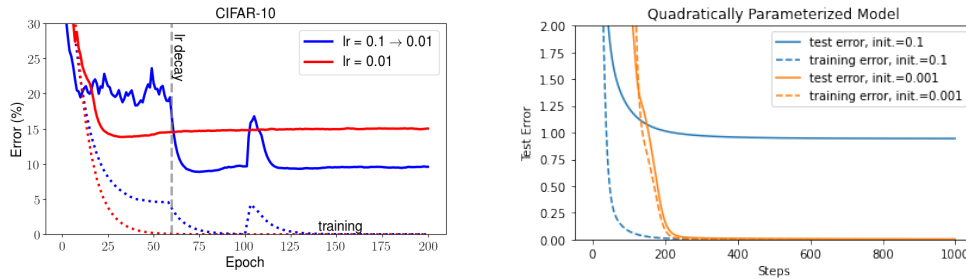 CIFAR-10
30
25
20
15
10
5
0
Error (%)
lr = 0.1 → 0.01
lr = 0.01
lr decay
training
0 25 50 75 100 125 150 175 200
Epoch
Quadratically Parameterized Model
2.00
1.75
1.50
1.25
1.00
0.75
0.50
0.25
0.00
Test Error
test error, init.=0.1
training error, init.=0.1
test error, init.=0.001
training error, init.=0.001
0 200 400 600 800 1000
Steps